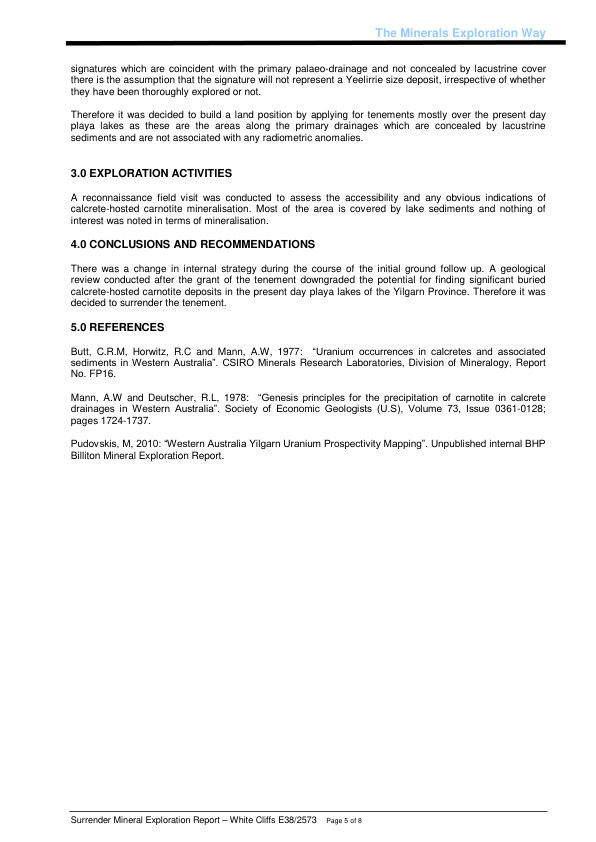 The Minerals Exploration Way
signatures which are coincident with the primary palaeo-drainage and not concealed by lacustrine cover
there is the assumption that the signature will not represent a Yeelirrie size deposit, irrespective of whether
they have been thoroughly explored or not.
Therefore it was decided to build a land position by applying for tenements mostly over the present day
playa lakes as these are the areas along the primary drainages which are concealed by lacustrine
sediments and are not associated with any radiometric anomalies.
3.0 EXPLORATION ACTIVITIES
A reconnaissance field visit was conducted to assess the accessibility and any obvious indications of
calcrete-hosted carnotite mineralisation. Most of the area is covered by lake sediments and nothing of
interest was noted in terms of mineralisation.
4.0 CONCLUSIONS AND RECOMMENDATIONS
There was a change in internal strategy during the course of the initial ground follow up. A geological
review conducted after the grant of the tenement downgraded the potential for finding significant buried
calcrete-hosted carnotite deposits in the present day playa lakes of the Yilgarn Province. Therefore it was
decided to surrender the tenement.
5.0 REFERENCES
Butt, C.R.M, Horwitz, R.C and Mann, A.W, 1977: “Uranium occurrences in calcretes and associated
sediments in Western Australia”. CSIRO Minerals Research Laboratories, Division of Mineralogy, Report
No. FP16.
Mann, A.W and Deutscher, R.L, 1978: “Genesis principles for the precipitation of carnotite in calcrete
drainages in Western Australia”. Society of Economic Geologists (U.S), Volume 73, Issue 0361-0128;
pages 1724-1737.
Pudovskis, M, 2010: “Western Australia Yilgarn Uranium Prospectivity Mapping”. Unpublished internal BHP
Billiton Mineral Exploration Report.
Surrender Mineral Exploration Report – White Cliffs E38/2573 Page 5 of 8